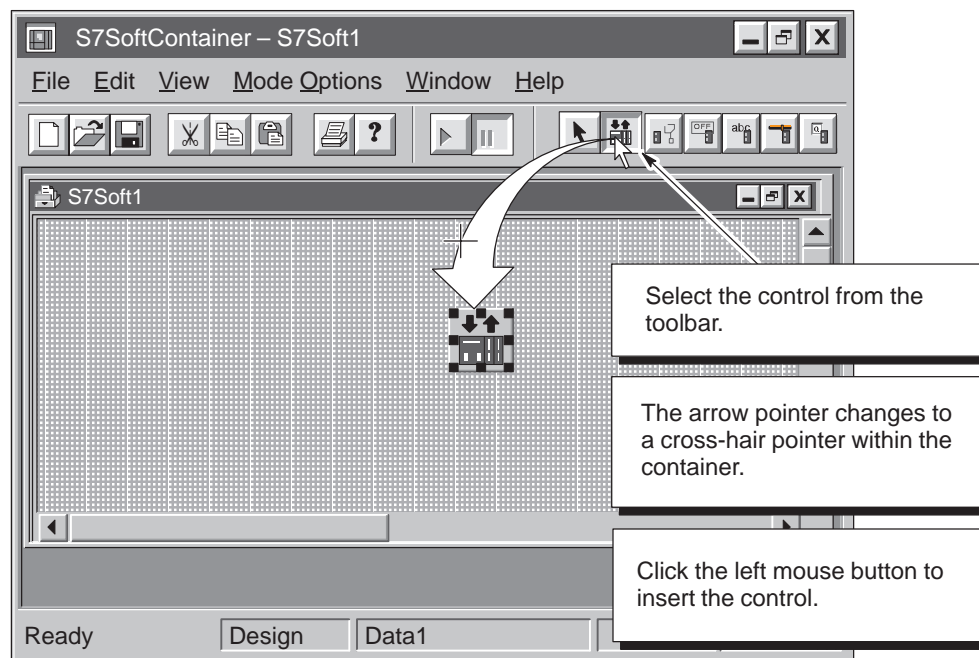 S7SoftContainer – S7Soft1
File Edit View Mode Options Window Help
?
OFF
abc
a
S7Soft1
Select the control from the
toolbar.
The arrow pointer changes to
a cross-hair pointer within the
container.
Click the left mouse button to
insert the control.
Ready Design Data1